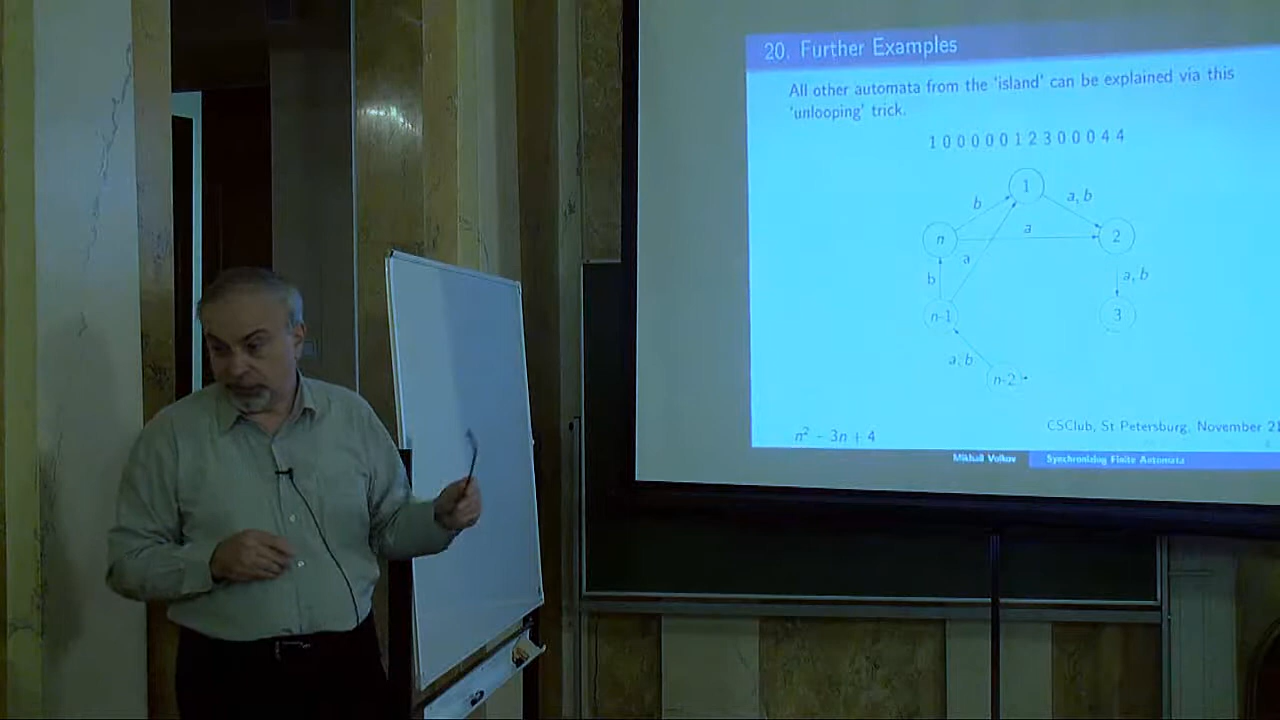 20. Further Examples
All other automata from the 'island' can be explained via this
'unlooping' trick.
1 0 0 0 0 0 1 2 3 0 0 0 4 4
1
b
a, b
n
a
2
a
b
a, b
n-1
3
a, b
n-2
n² - 3n + 4
CSClub, St Petersburg, November
Mikhail Volkov
Synchronizing Finite Automata